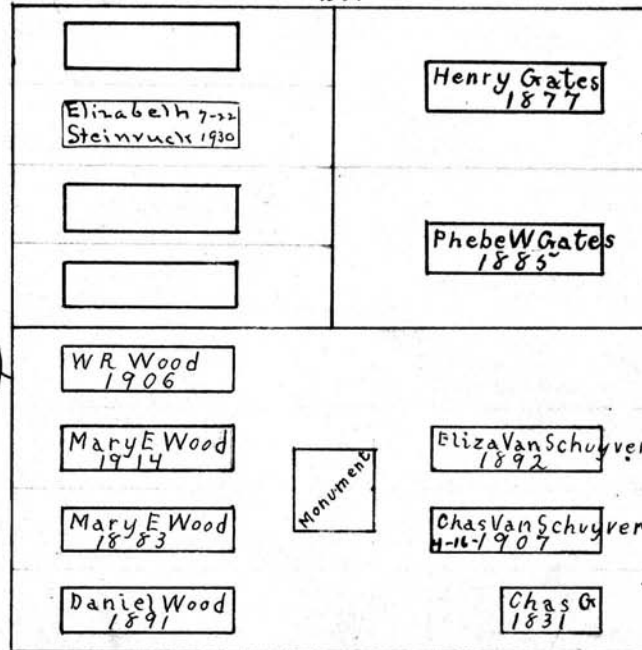 Elizabeth 7-22
Steinruck 1930
Henry Gates
1877
Phebe W Gates
1885
W R Wood
1906
Mary E Wood
1914
Mary E Wood
1883
Daniel Wood
1891
Monument
Eliza Van Schuyver
1892
Chas Van Schuyver
4-16-1907
Chas G
1831